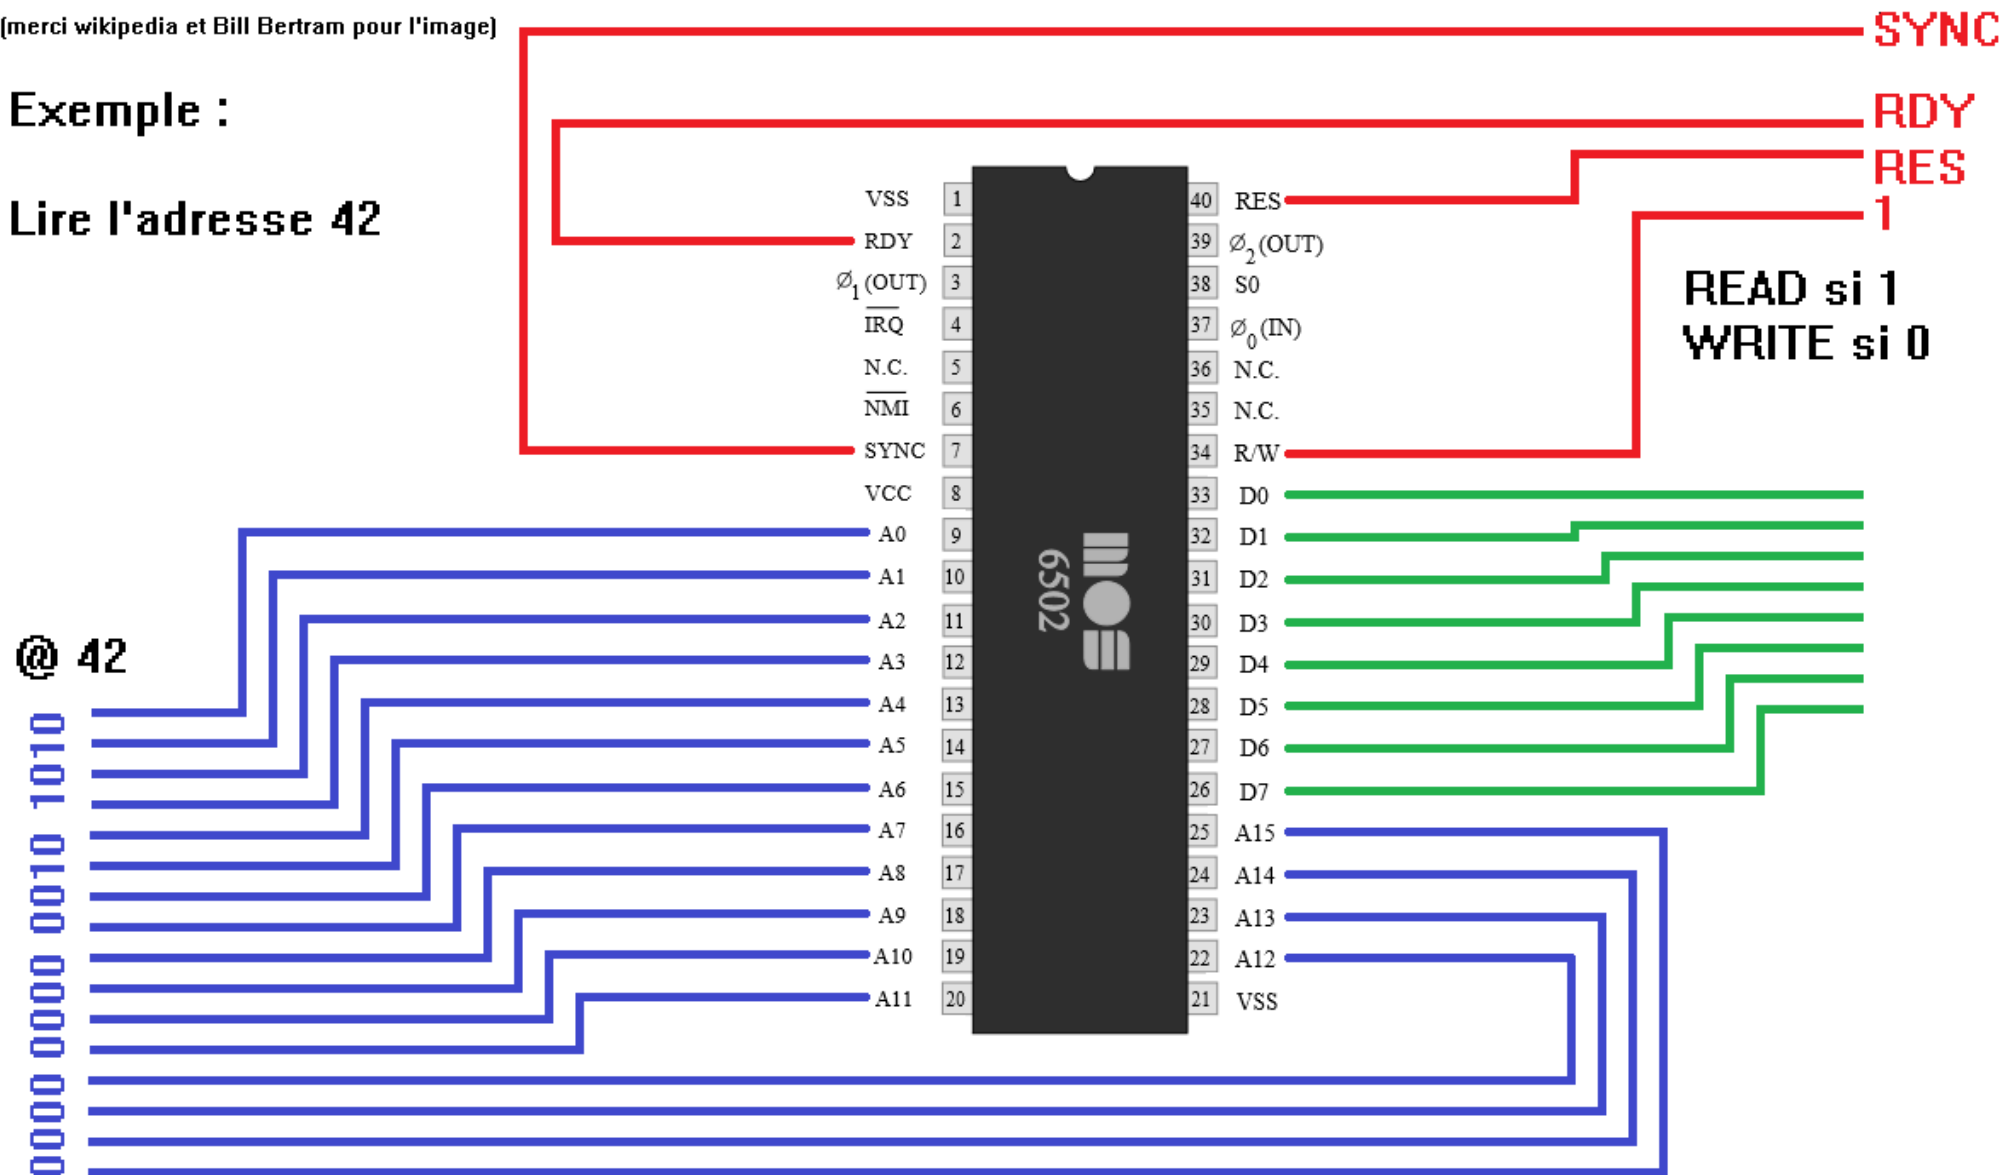 (merci wikipedia et Bill Bertram pour l'image)
SYNC
Exemple :
RDY
RES
1
Lire l'adresse 42
READ si 1
WRITE si 0
VSS 1
RDY 2
Ø1(OUT) 3
IRQ 4
N.C. 5
NMI 6
SYNC 7
VCC 8
A0 9
A1 10
A2 11
A3 12
A4 13
A5 14
A6 15
A7 16
A8 17
A9 18
A10 19
A11 20
40 RES
39 Ø2(OUT)
38 S0
37 Ø0(IN)
36 N.C.
35 N.C.
34 R/W
33 D0
32 D1
31 D2
30 D3
29 D4
28 D5
27 D6
26 D7
25 A15
24 A14
23 A13
22 A12
21 VSS
MOS
6502
@ 42
0000 0000 0010 1010